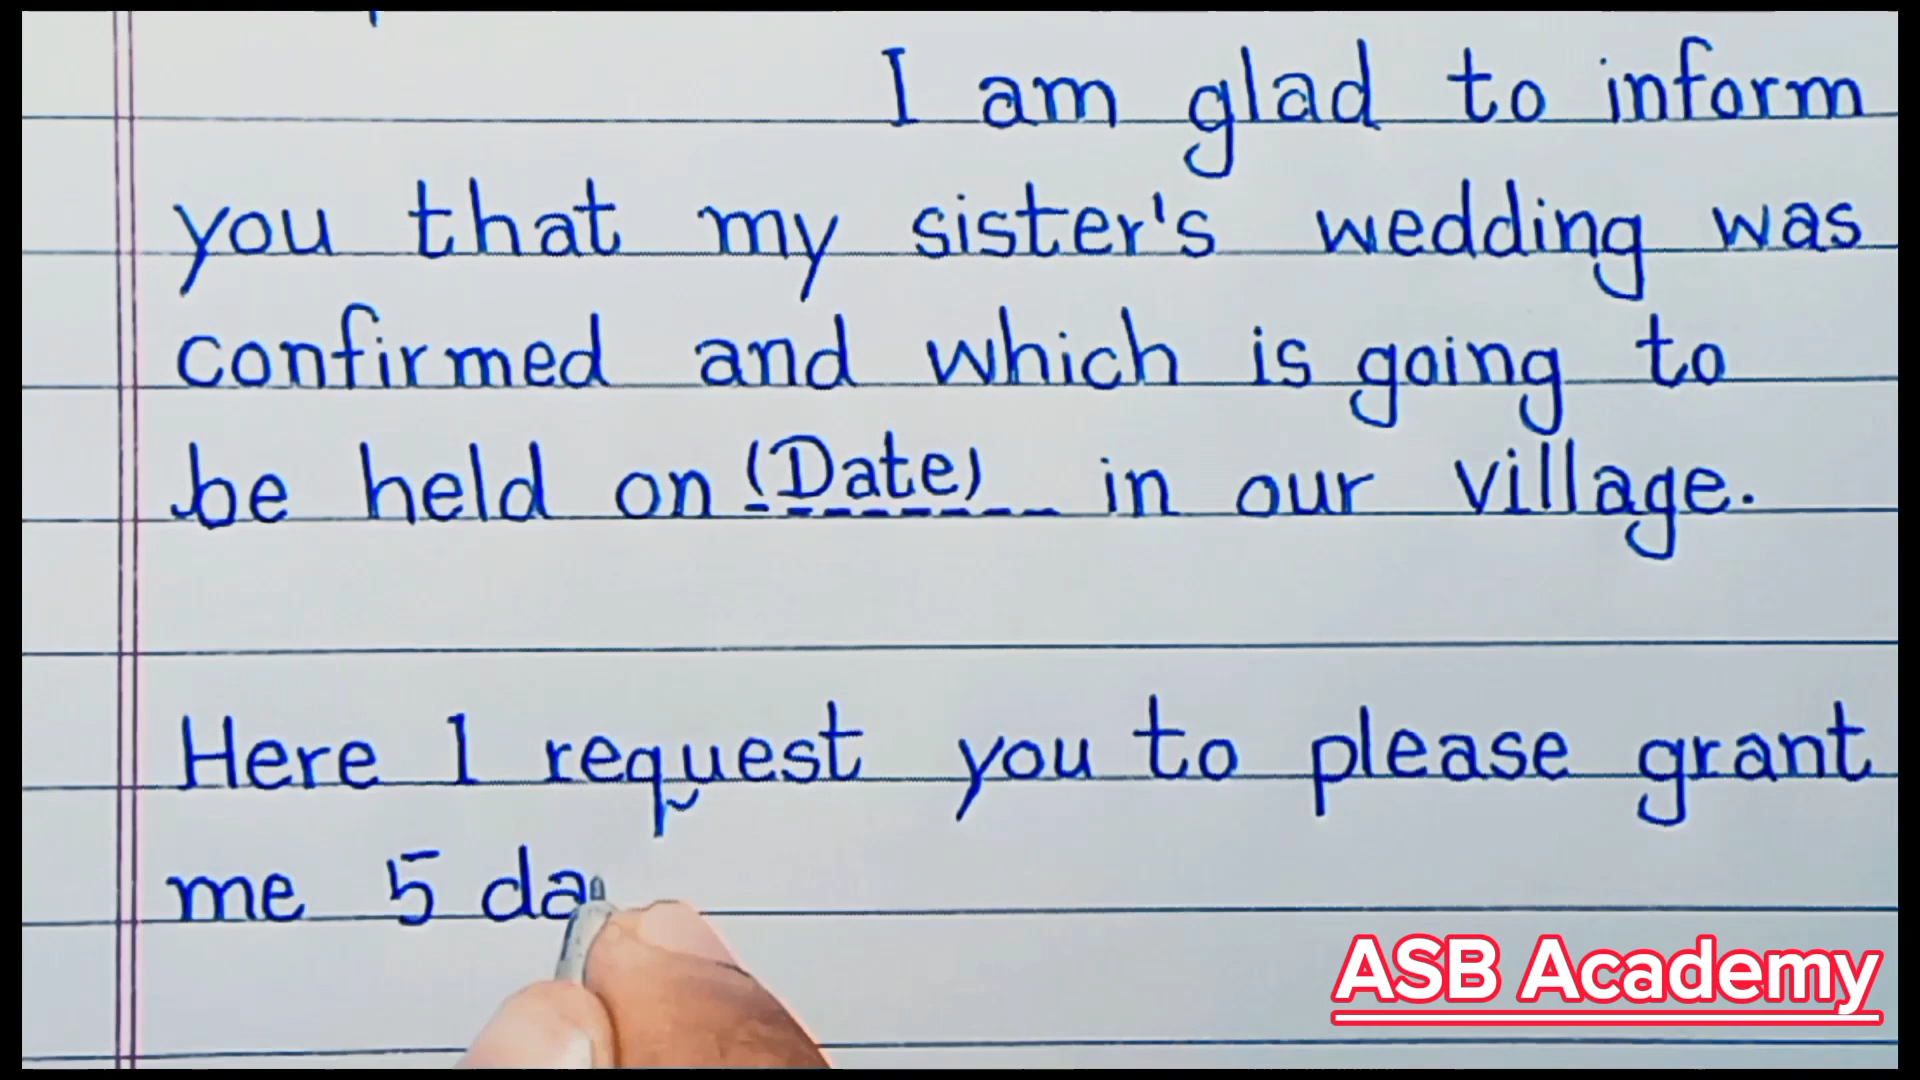 I am glad to inform
you that my sister's wedding was
confirmed and which is going to
be held on (Date) in our village.
Here I request you to please grant
me 5 da
ASB Academy